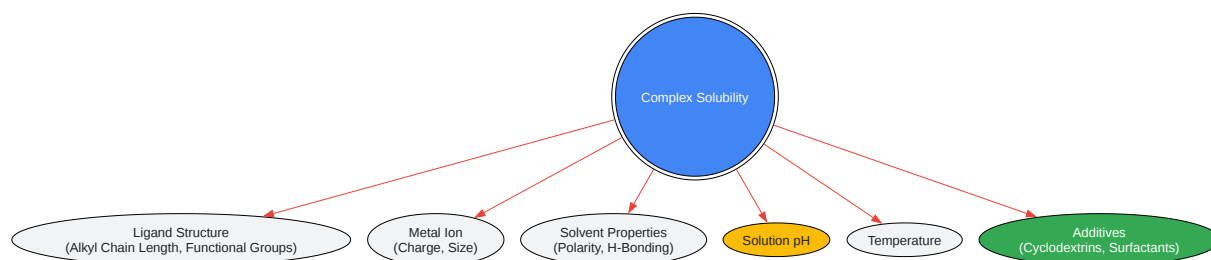 Complex Solubility
Ligand Structure
(Alkyl Chain Length, Functional Groups)
Metal Ion
(Charge, Size)
Solvent Properties
(Polarity, H-Bonding)
Solution pH
Temperature
Additives
(Cyclodextrins, Surfactants)